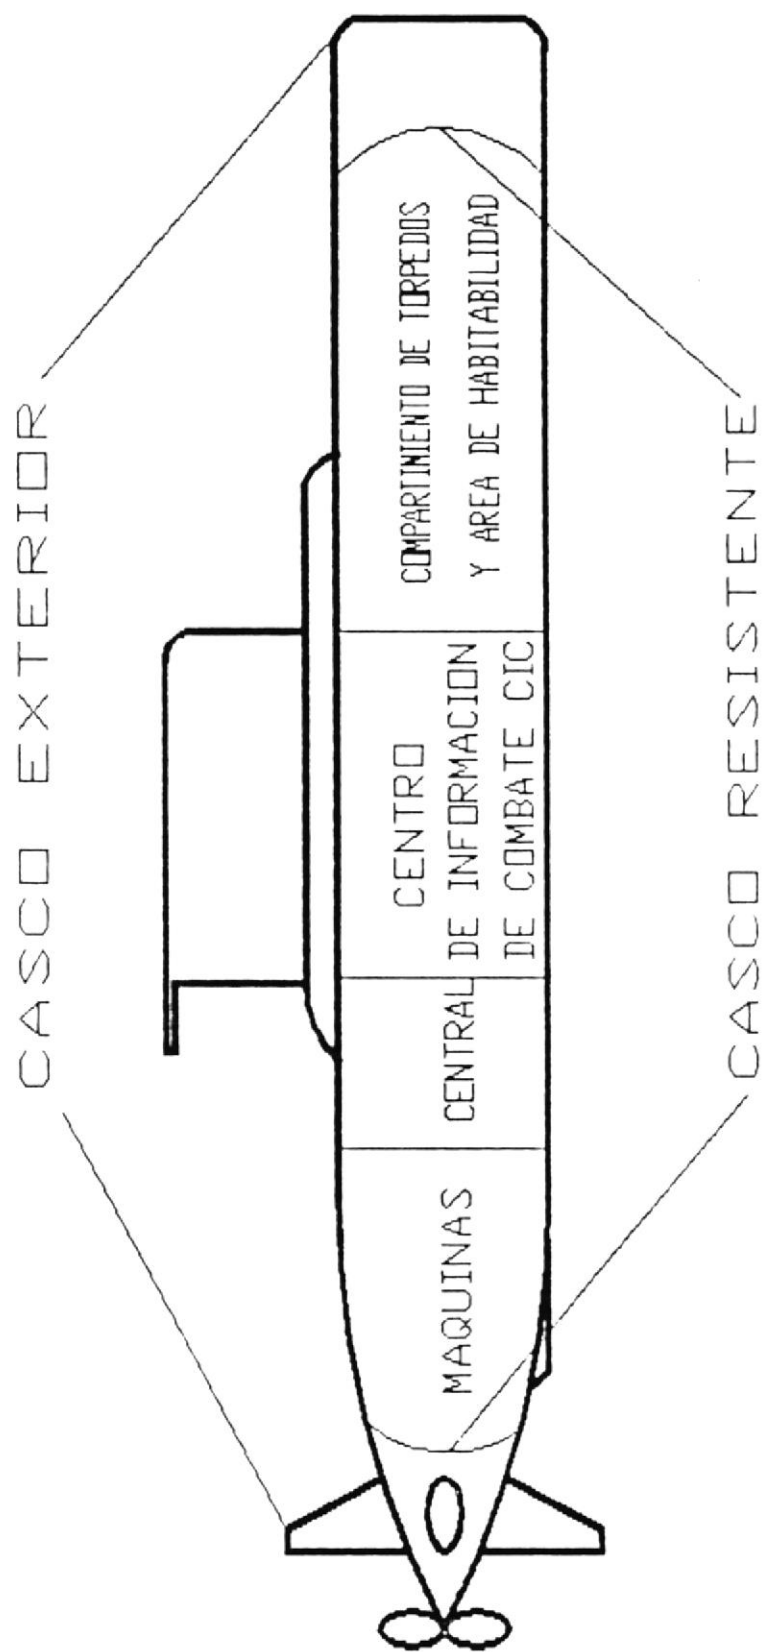 CASCO EXTERIOR
COMPARTIMIENTO DE TORPEDOS
Y AREA DE HABITABILIDAD
CENTRO
DE INFORMACION
DE COMBATE CIC
CENTRAL
MAQUINAS
CASCO RESISTENTE